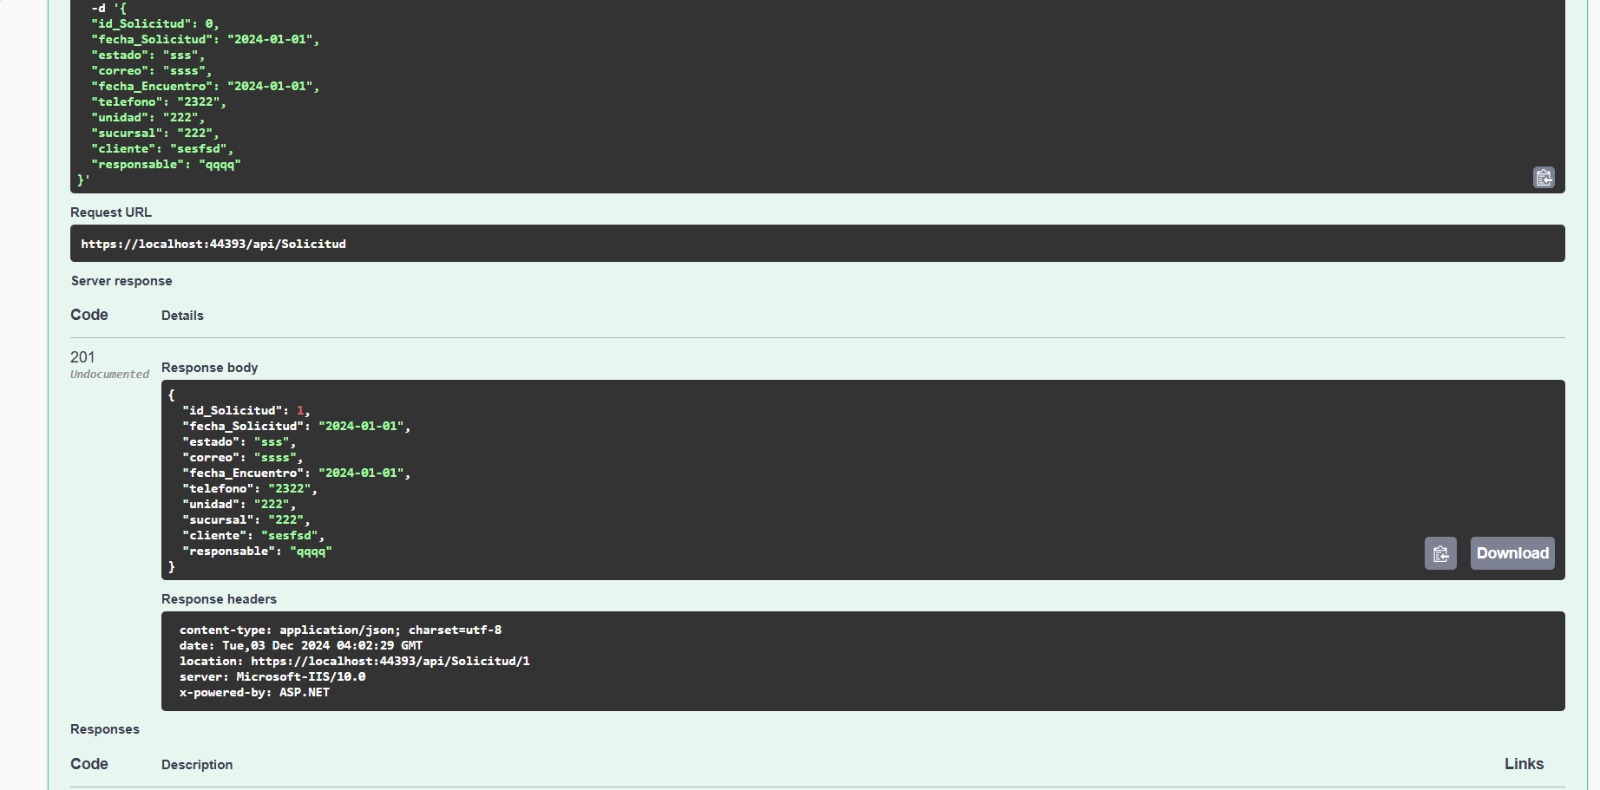 -d '{
"id_Solicitud": 0,
"fecha_Solicitud": "2024-01-01",
"estado": "sss",
"correo": "ssss",
"fecha_Encuentro": "2024-01-01",
"telefono": "2322",
"unidad": "222",
"sucursal": "222",
"cliente": "sesfsd",
"responsable": "qqqq"
}'
Request URL
https://localhost:44393/api/Solicitud
Server response
Code Details
201
Undocumented
Response body
{
"id_Solicitud": 1,
"fecha_Solicitud": "2024-01-01",
"estado": "sss",
"correo": "ssss",
"fecha_Encuentro": "2024-01-01",
"telefono": "2322",
"unidad": "222",
"sucursal": "222",
"cliente": "sesfsd",
"responsable": "qqqq"
}
Download
Response headers
content-type: application/json; charset=utf-8
date: Tue,03 Dec 2024 04:02:29 GMT
location: https://localhost:44393/api/Solicitud/1
server: Microsoft-IIS/10.0
x-powered-by: ASP.NET
Responses
Code Description Links